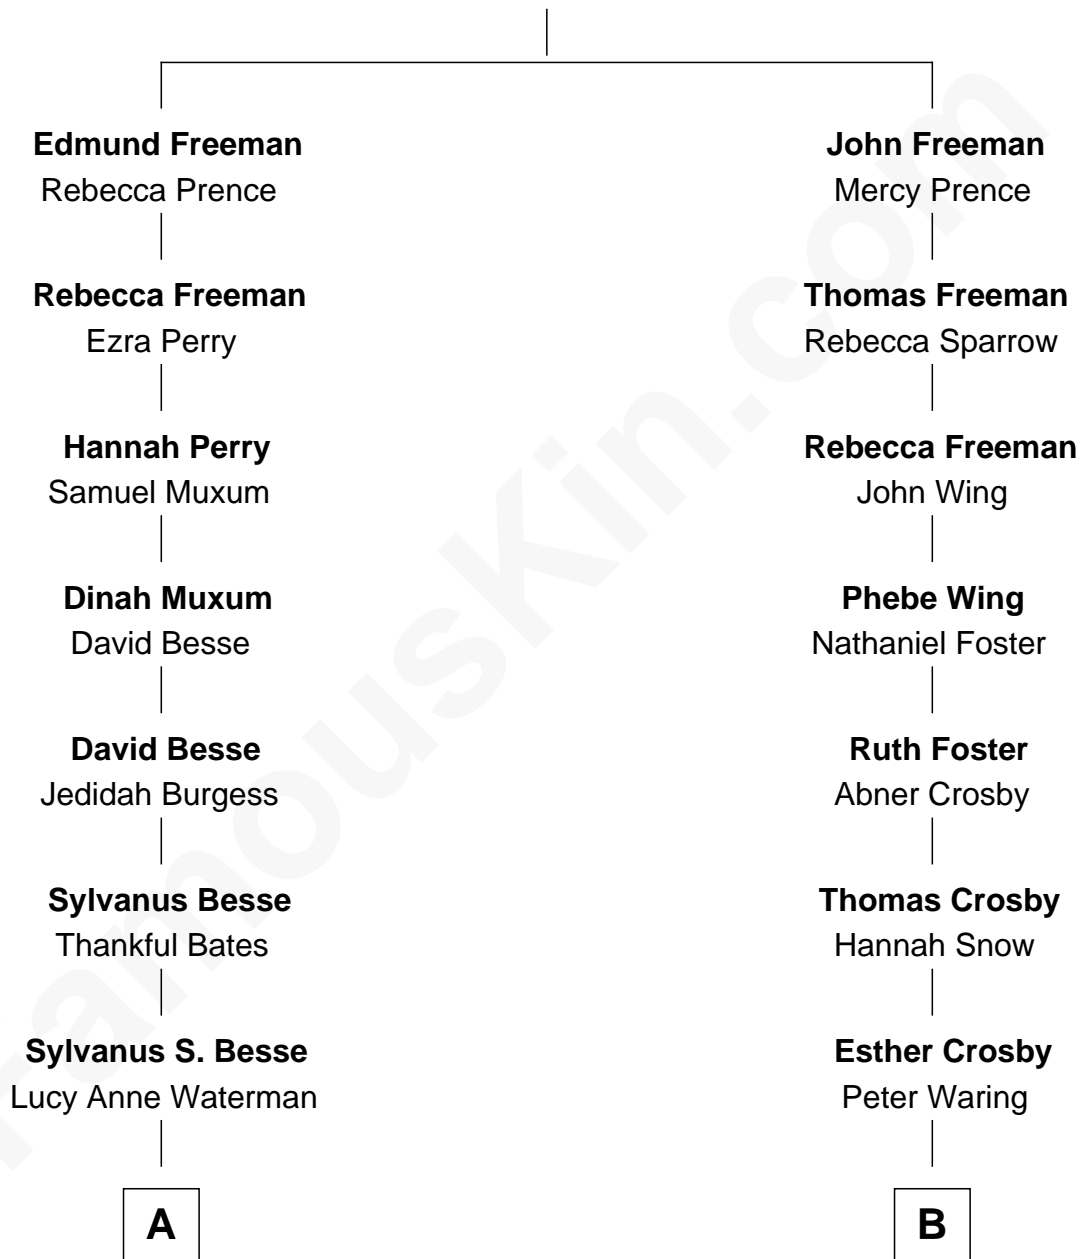 Edmund Freeman
Rebecca Prence
Rebecca Freeman
Ezra Perry
Hannah Perry
Samuel Muxum
Dinah Muxum
David Besse
David Besse
Jedidah Burgess
Sylvanus Besse
Thankful Bates
Sylvanus S. Besse
Lucy Anne Waterman
A
John Freeman
Mercy Prence
Thomas Freeman
Rebecca Sparrow
Rebecca Freeman
John Wing
Phebe Wing
Nathaniel Foster
Ruth Foster
Abner Crosby
Thomas Crosby
Hannah Snow
Esther Crosby
Peter Waring
B
FamousKin.com